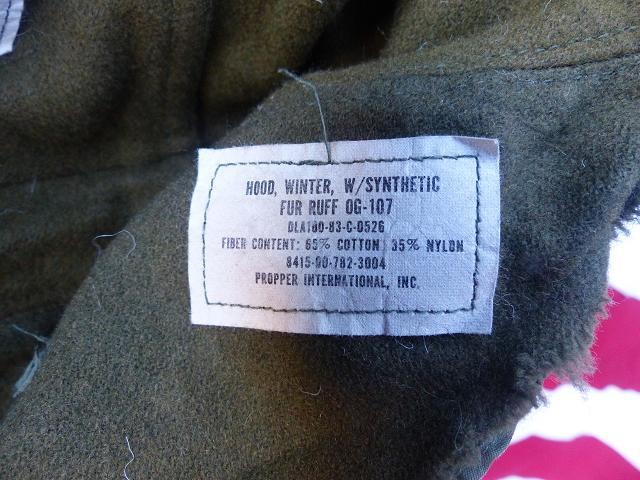 HOOD, WINTER, W/SYNTHETIC
FUR RUFF OG-107
DLA100-83-C-0526
FIBER CONTENT: 65% COTTON 35% NYLON
8415-00-782-3004
PROPPER INTERNATIONAL, INC.